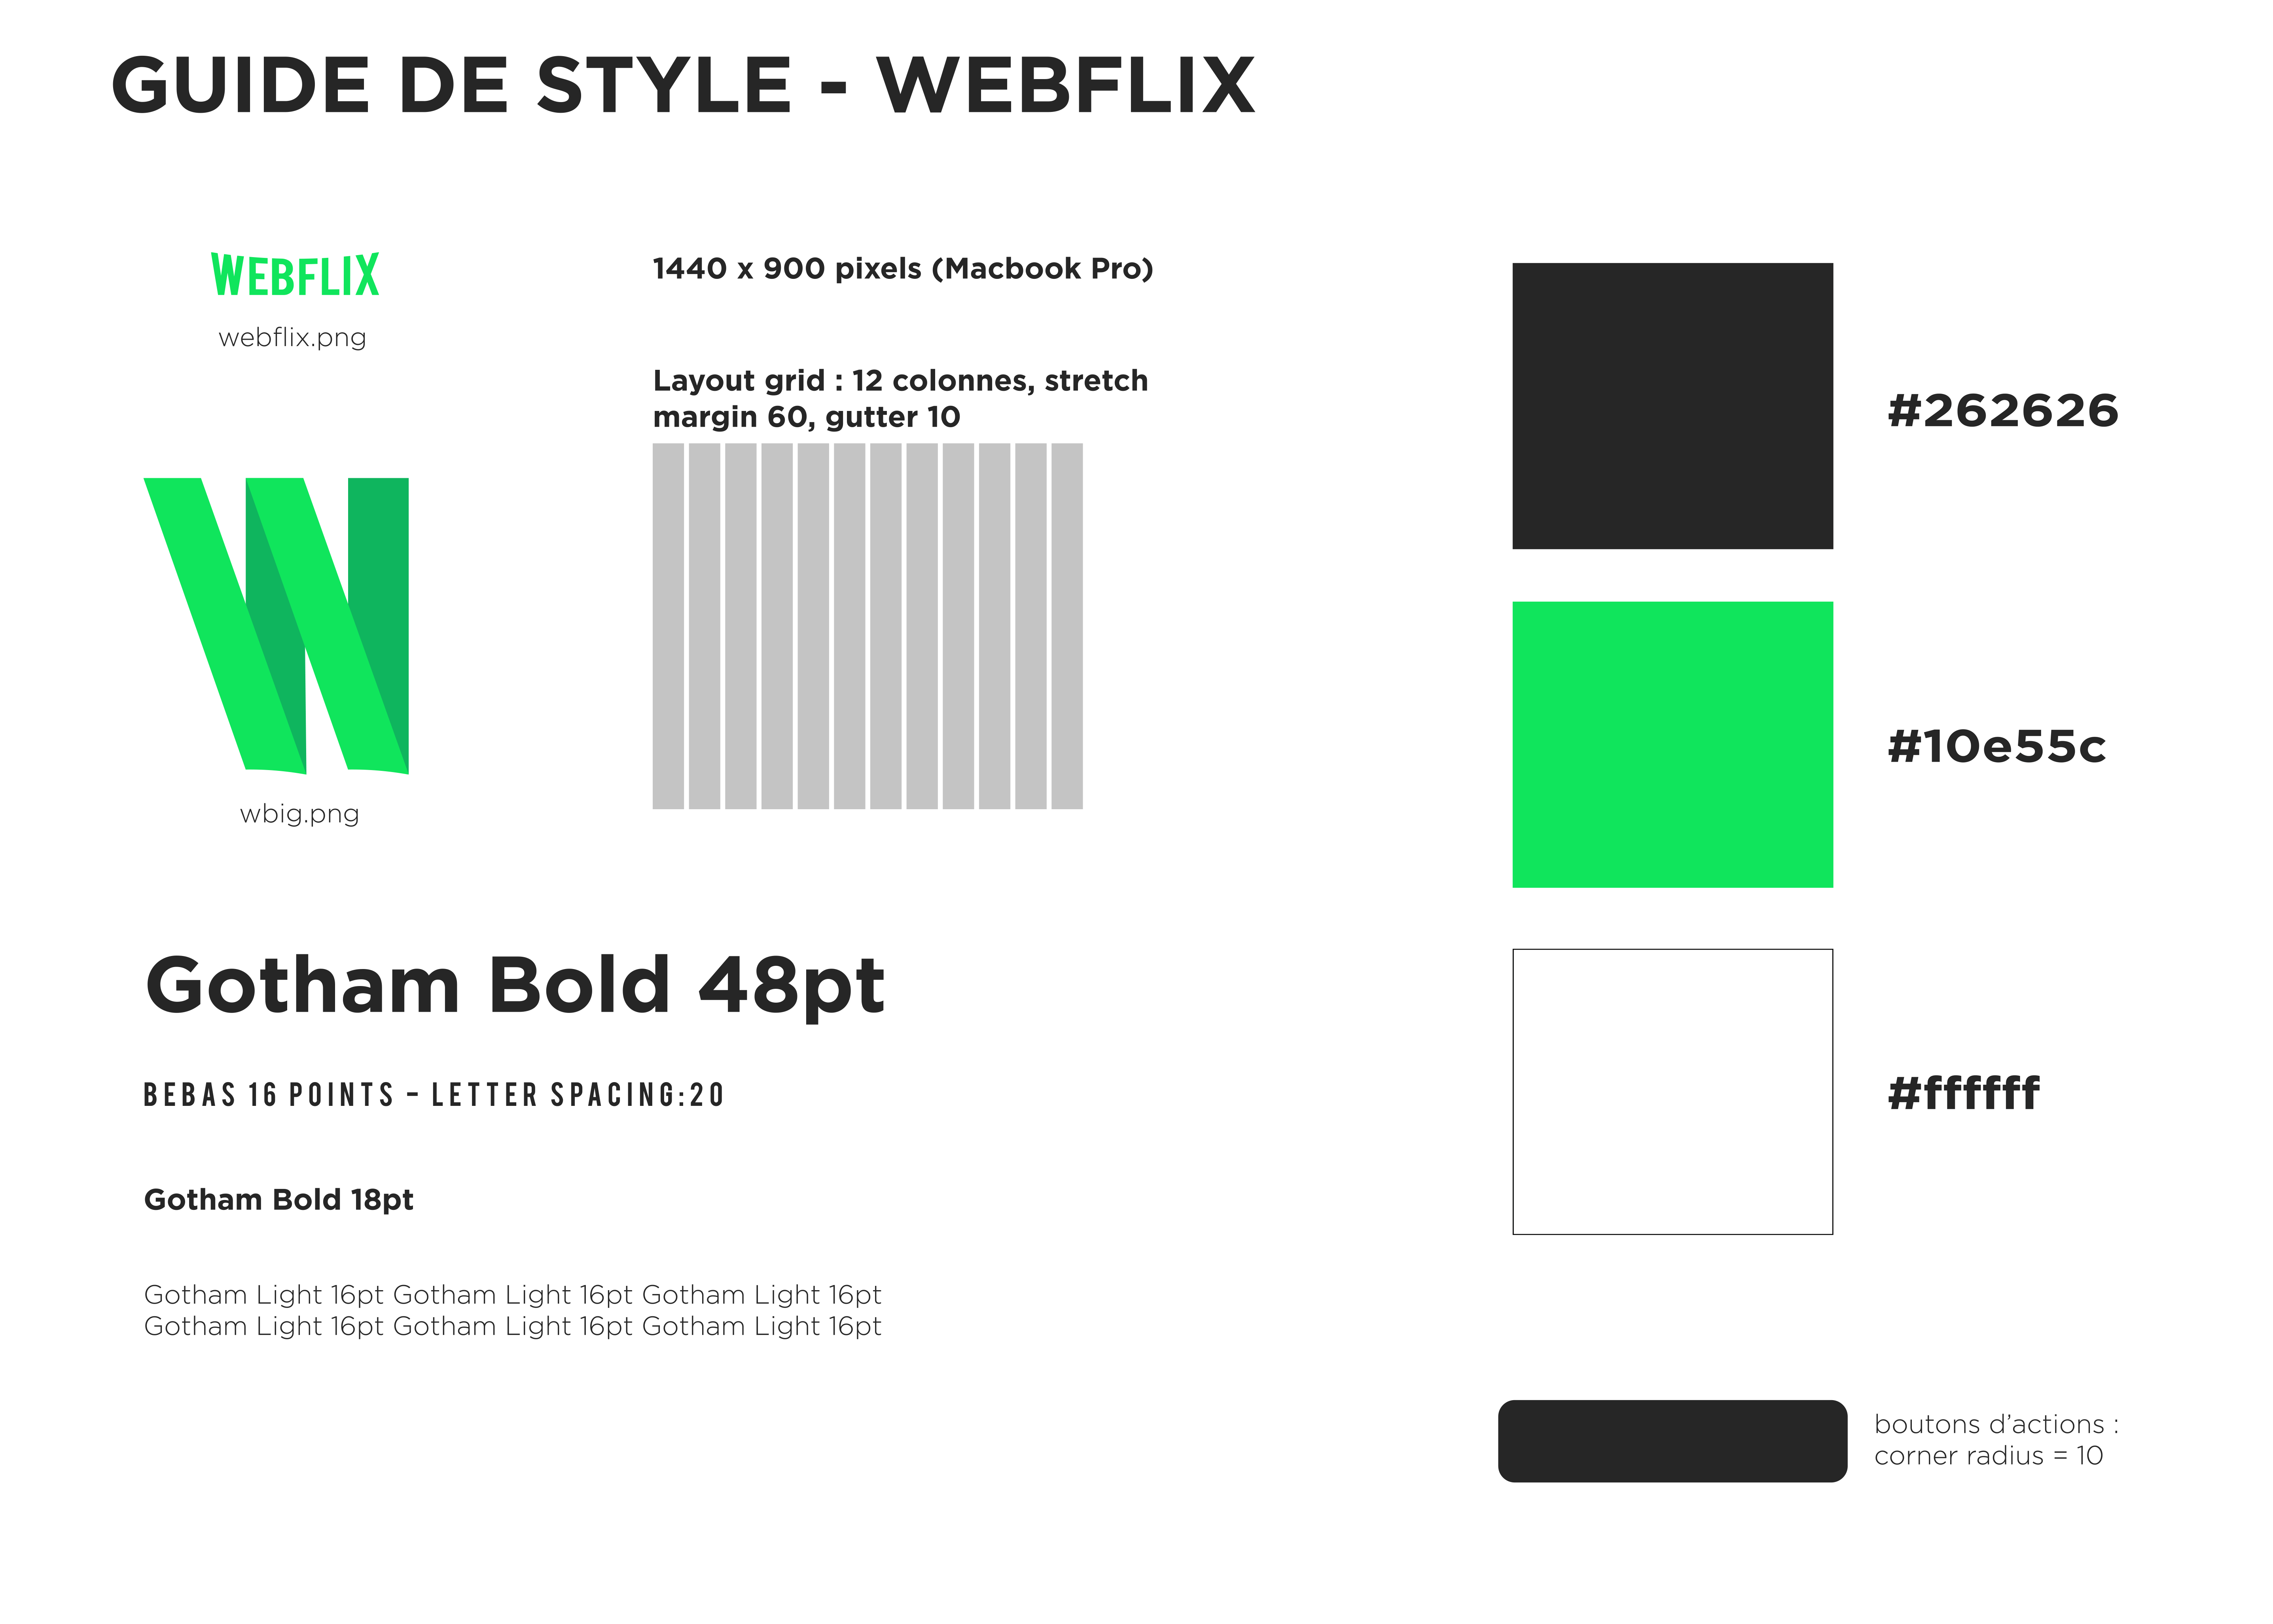 GUIDE DE STYLE - WEBFLIX
WEBFLIX
webflix.png
W
wbig.png
1440 x 900 pixels (Macbook Pro)
Layout grid : 12 colonnes, stretch
margin 60, gutter 10
#262626
#10e55c
#ffffff
Gotham Bold 48pt
BEBAS 16 POINTS – LETTER SPACING:20
Gotham Bold 18pt
Gotham Light 16pt Gotham Light 16pt Gotham Light 16pt
Gotham Light 16pt Gotham Light 16pt Gotham Light 16pt
boutons d’actions :
corner radius = 10